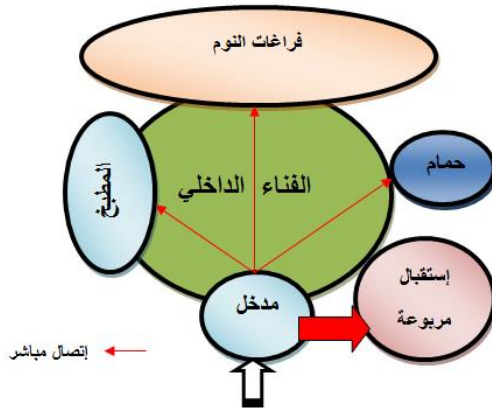 فراغات النوم
المطبخ
الفناء الداخلي
حمام
إستقبال
مربوعة
مدخل
إتصال مباشر